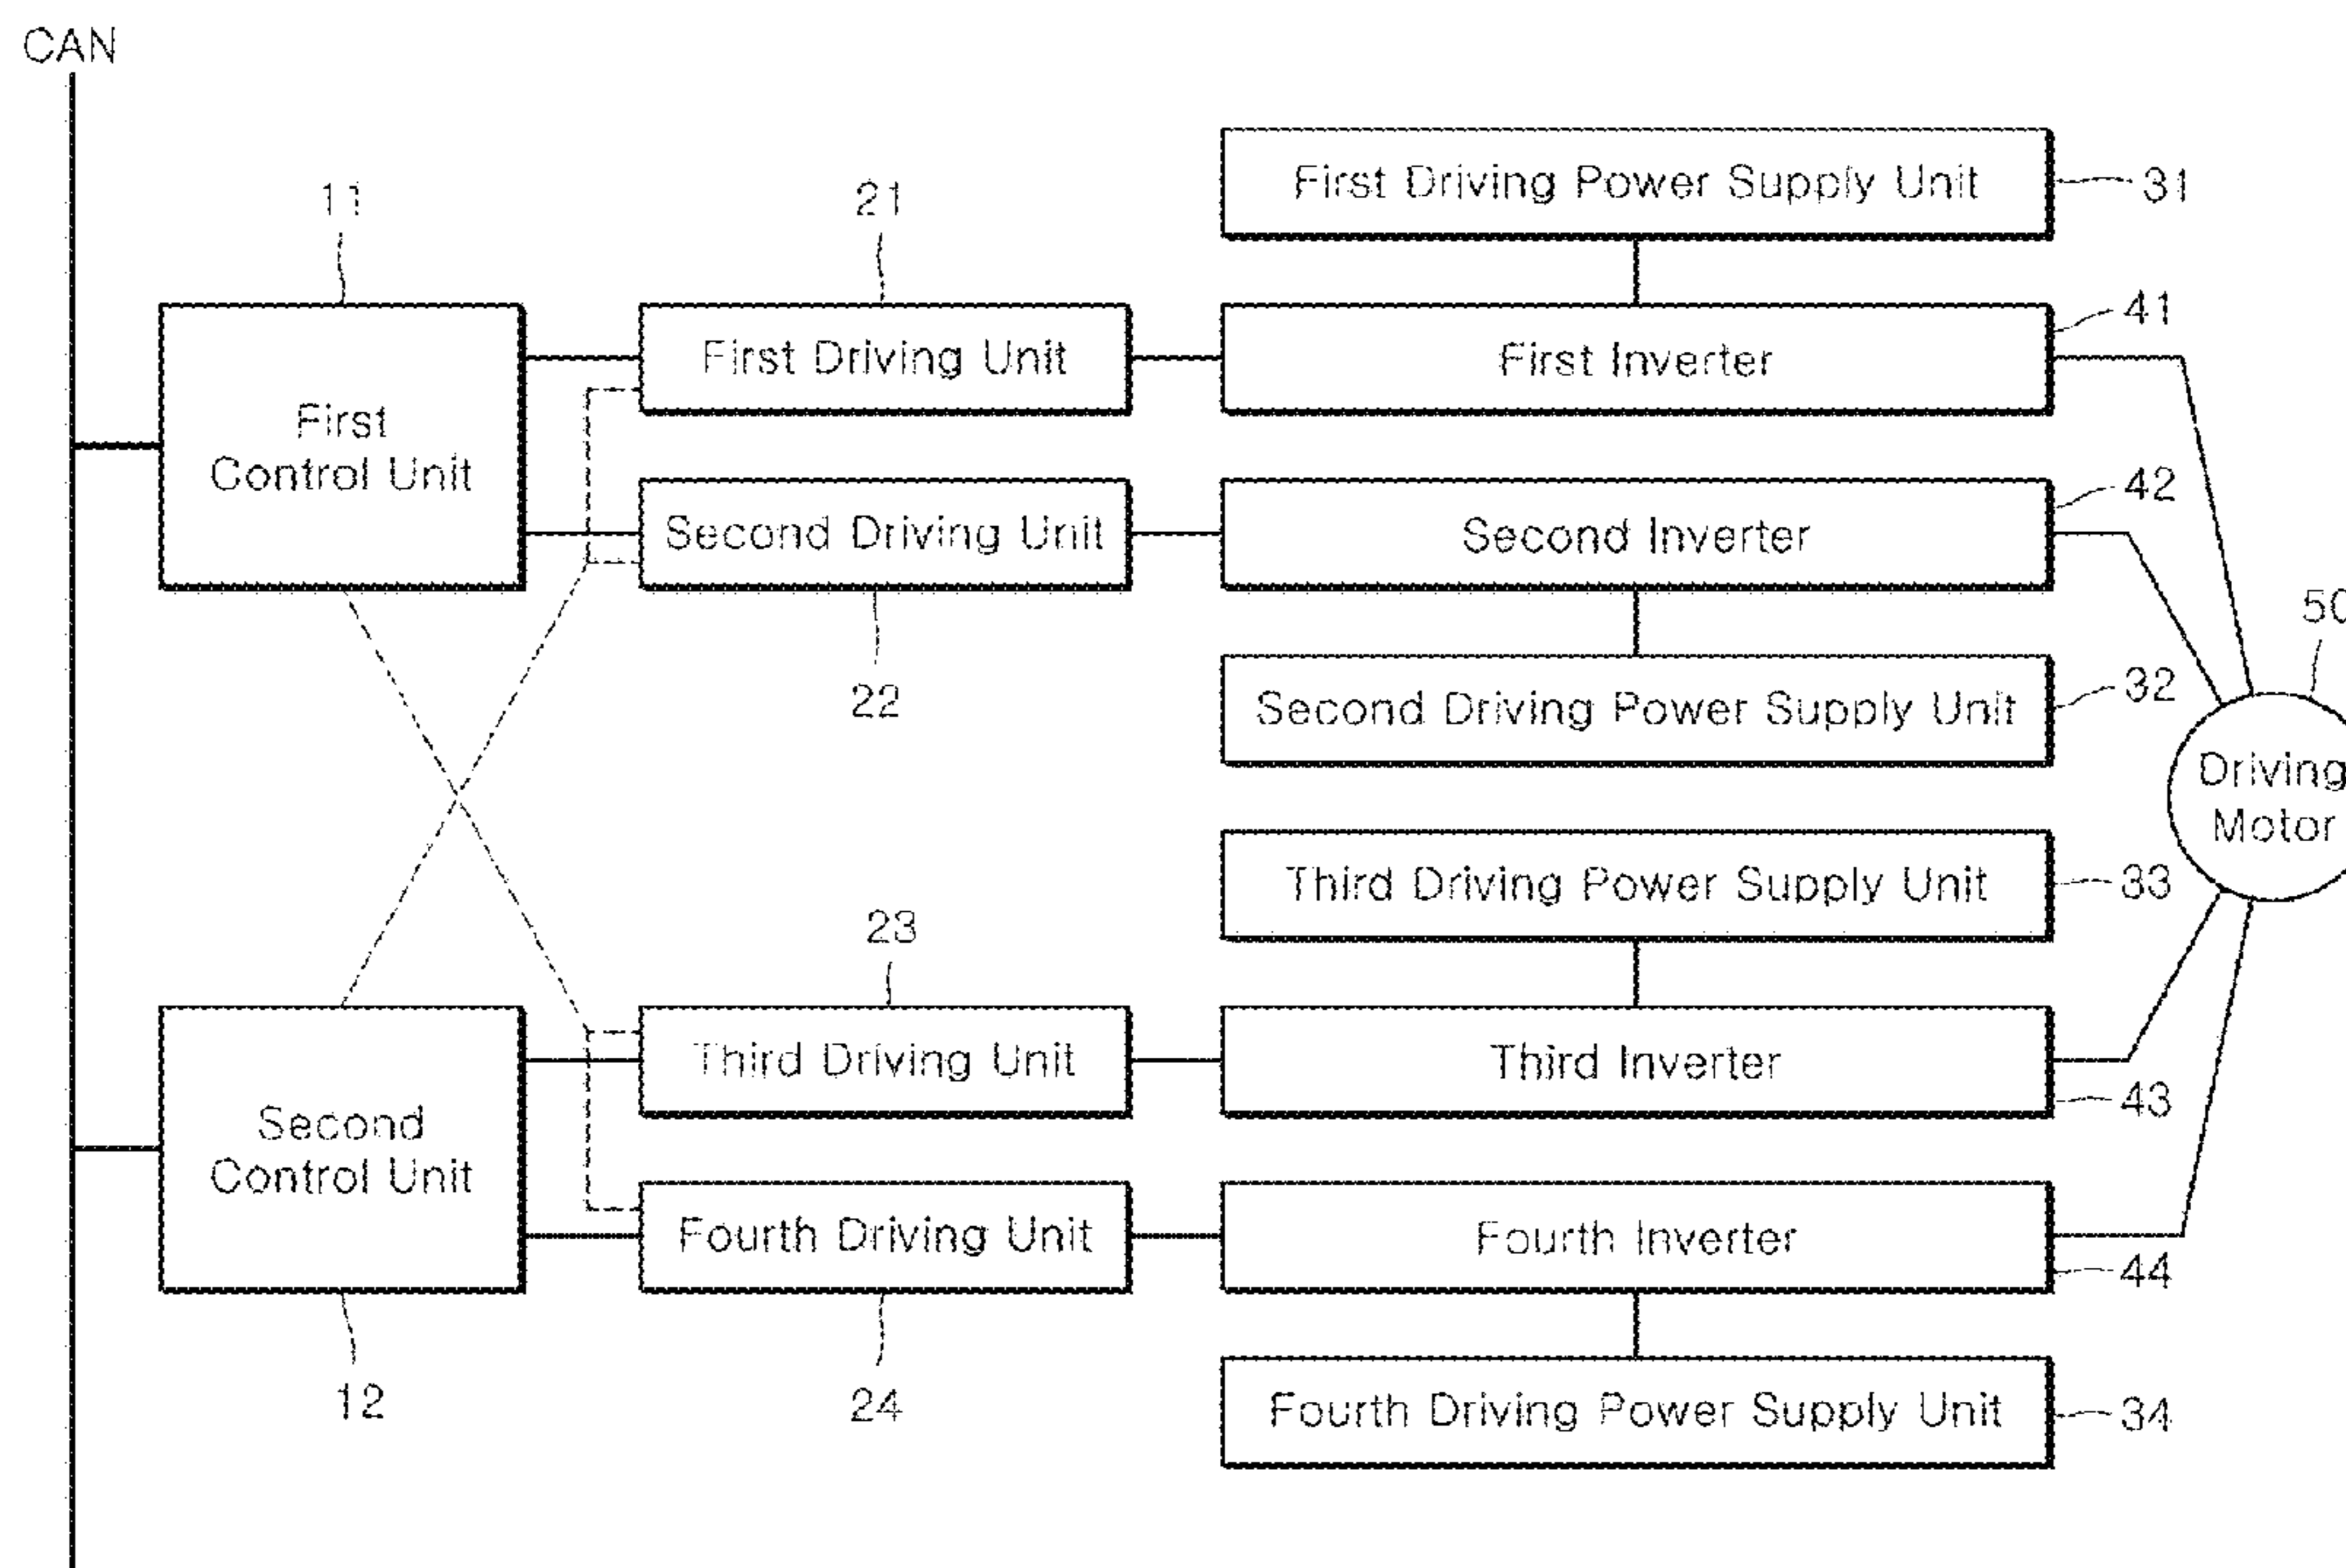 CAN
First Driving Power Supply Unit
31
11
21
41
First Driving Unit
First Inverter
First
Control Unit
42
Second Driving Unit
Second Inverter
50
22
32
Second Driving Power Supply Unit
Driving
Motor
Third Driving Power Supply Unit
33
23
Third Driving Unit
Third Inverter
43
Second
Control Unit
Fourth Driving Unit
Fourth Inverter
44
12
24
Fourth Driving Power Supply Unit
34